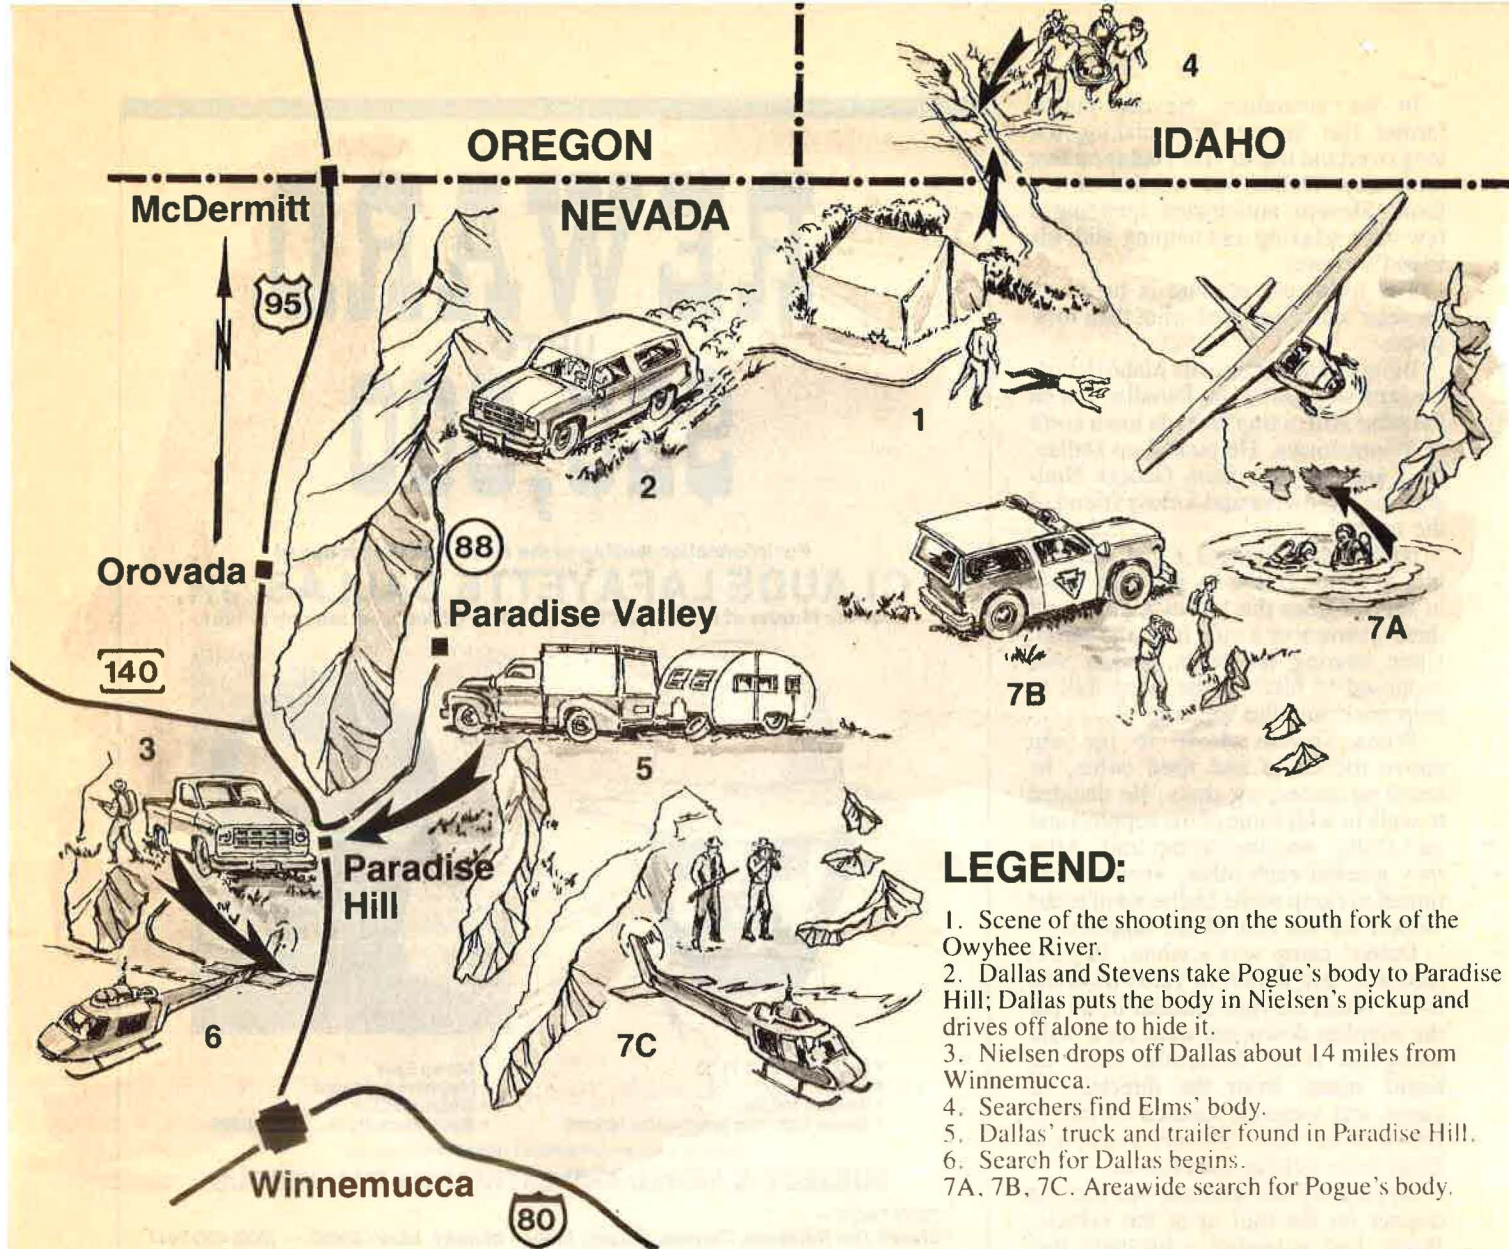 4
OREGON
IDAHO
McDermitt
NEVADA
95
N
1
2
88
Orovada
Paradise Valley
7A
140
7B
3
5
Paradise
Hill
6
7C
Winnemucca
80
LEGEND:
1. Scene of the shooting on the south fork of the
Owyhee River.
2. Dallas and Stevens take Pogue's body to Paradise
Hill; Dallas puts the body in Nielsen's pickup and
drives off alone to hide it.
3. Nielsen drops off Dallas about 14 miles from
Winnemucca.
4. Searchers find Elms' body.
5. Dallas' truck and trailer found in Paradise Hill.
6. Search for Dallas begins.
7A, 7B, 7C. Areawide search for Pogue's body.